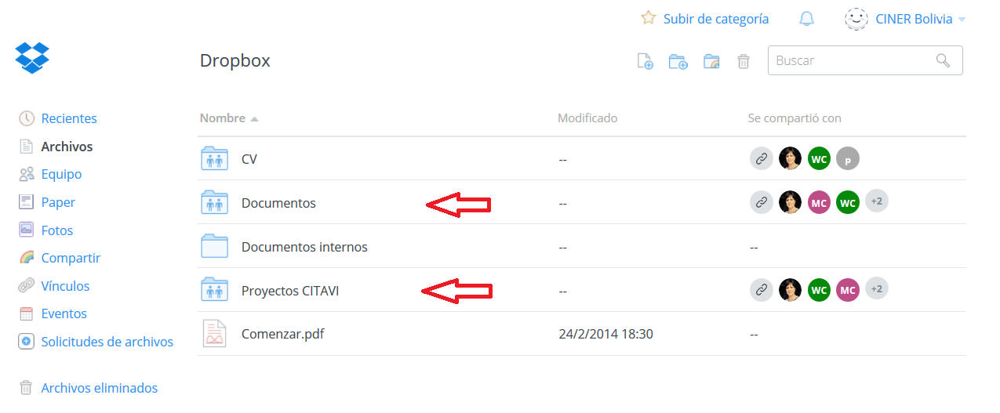 Subir de categoría CINER Bolivia
Dropbox Buscar
Recientes
Archivos
Equipo
Paper
Fotos
Compartir
Vínculos
Eventos
Solicitudes de archivos
Archivos eliminados
Nombre Modificado Se compartió con
CV -- WC p
Documentos -- MC WC +2
Documentos internos -- --
Proyectos CITAVI -- WC MC +2
Comenzar.pdf 24/2/2014 18:30 --